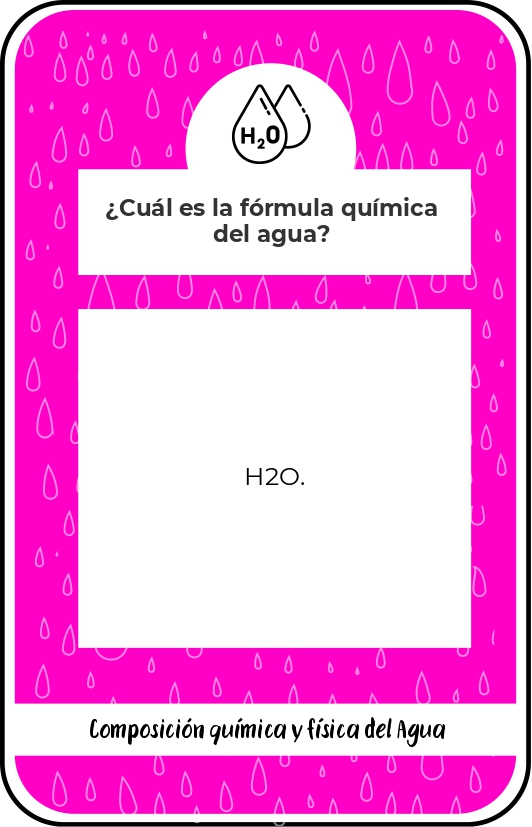 H₂O
¿Cuál es la fórmula química
del agua?
H2O.
Composición química y física del Agua